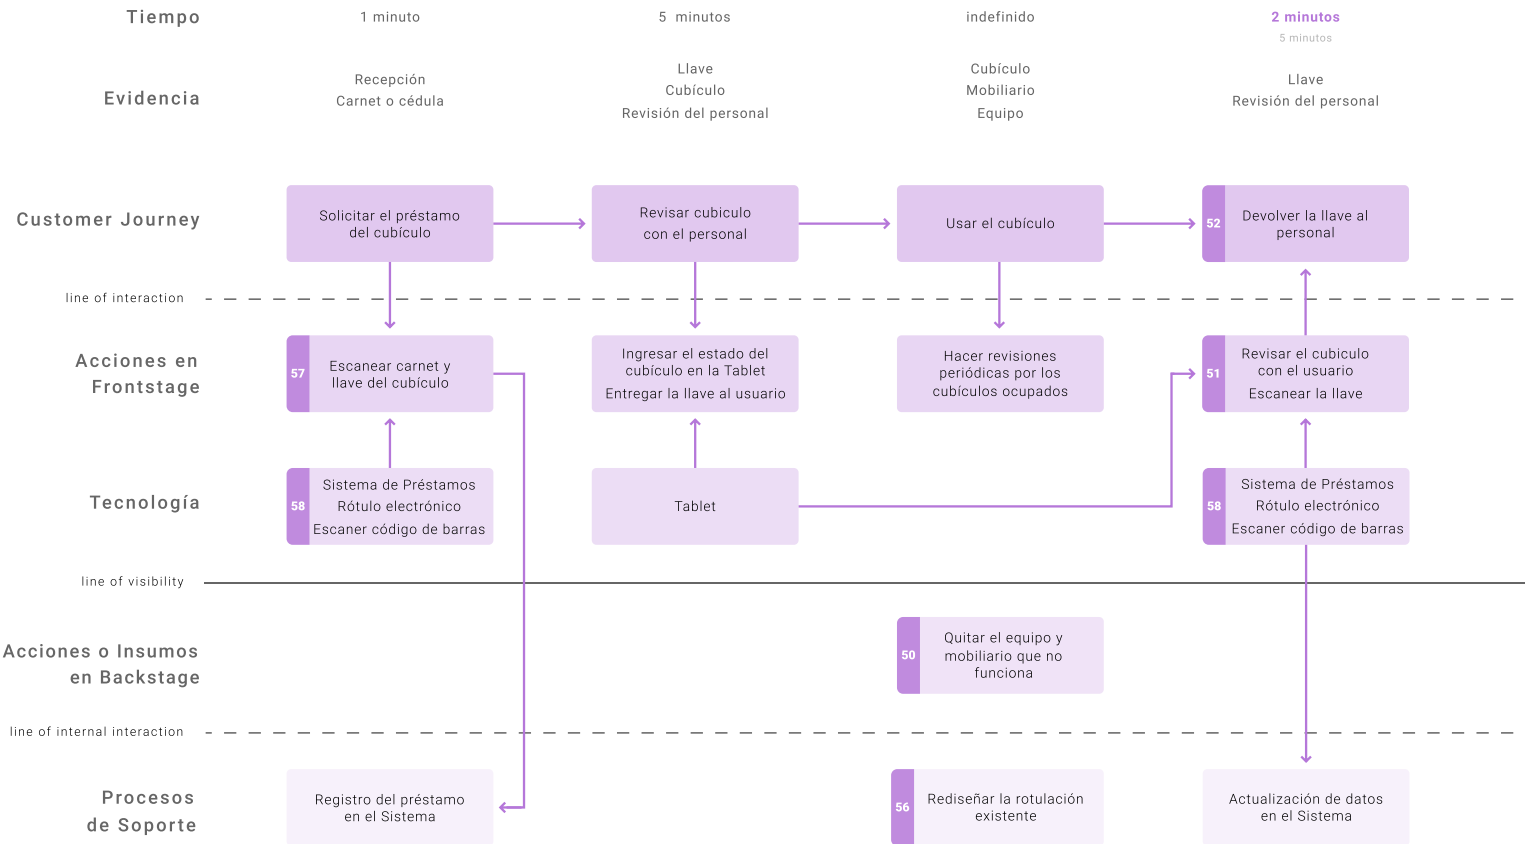 Tiempo
1 minuto
5 minutos
indefinido
2 minutos
5 minutos
Evidencia
Recepción
Carnet o cédula
Llave
Cubículo
Revisión del personal
Cubículo
Mobiliario
Equipo
Llave
Revisión del personal
Customer Journey
Solicitar el préstamo
del cubículo
Revisar cubiculo
con el personal
Usar el cubículo
52
Devolver la llave al
personal
line of interaction
Acciones en
Frontstage
57
Escanear carnet y
llave del cubículo
Ingresar el estado del
cubículo en la Tablet
Entregar la llave al usuario
Hacer revisiones
periódicas por los
cubículos ocupados
51
Revisar el cubiculo
con el usuario
Escanear la llave
Tecnología
58
Sistema de Préstamos
Rótulo electrónico
Escaner código de barras
Tablet
58
Sistema de Préstamos
Rótulo electrónico
Escaner código de barras
line of visibility
Acciones o Insumos
en Backstage
50
Quitar el equipo y
mobiliario que no
funciona
line of internal interaction
Procesos
de Soporte
Registro del préstamo
en el Sistema
56
Rediseñar la rotulación
existente
Actualización de datos
en el Sistema